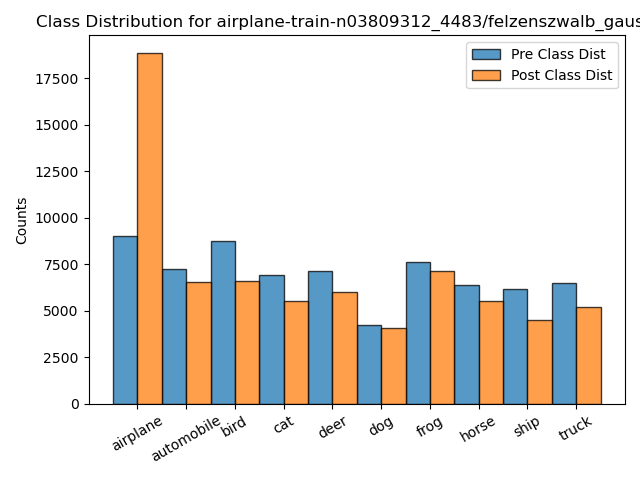 Class Distribution for airplane-train-n03809312_4483/felzenszwalb_gaus
Pre Class Dist
Post Class Dist
Counts
17500
15000
12500
10000
7500
5000
2500
0
airplane
automobile
bird
cat
deer
dog
frog
horse
ship
truck